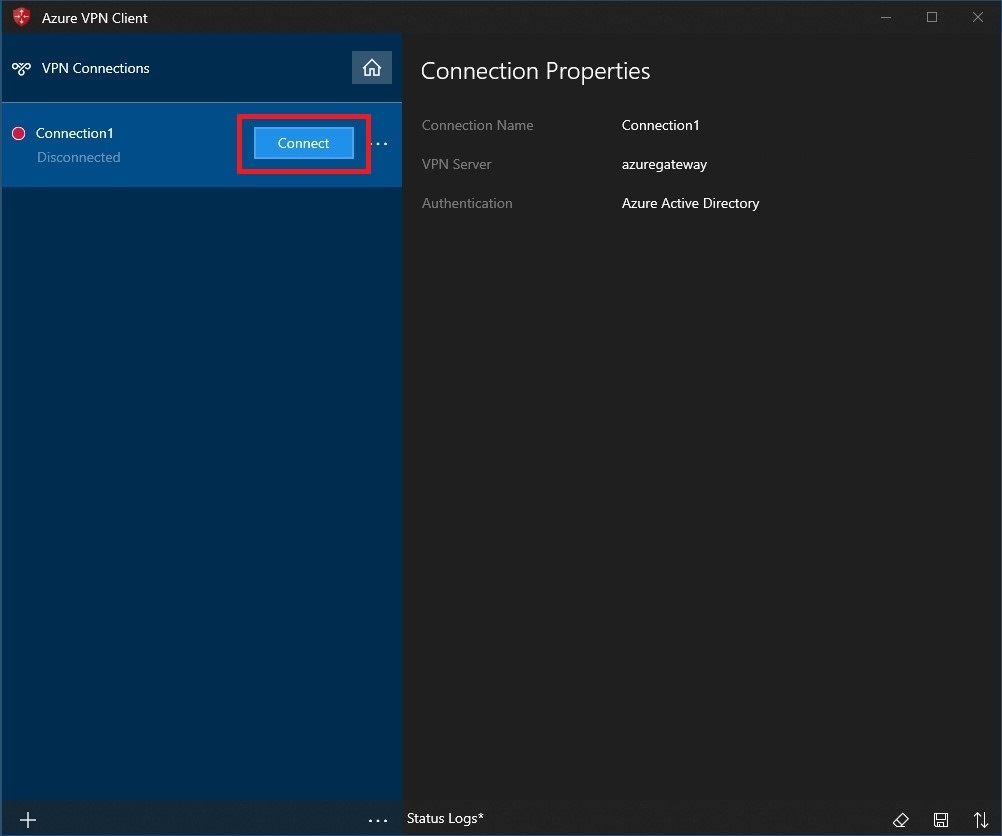 Azure VPN Client
VPN Connections
Connection1
Connect
...
Disconnected
Connection Properties
Connection Name Connection1
VPN Server azuregateway
Authentication Azure Active Directory
...
Status Logs*